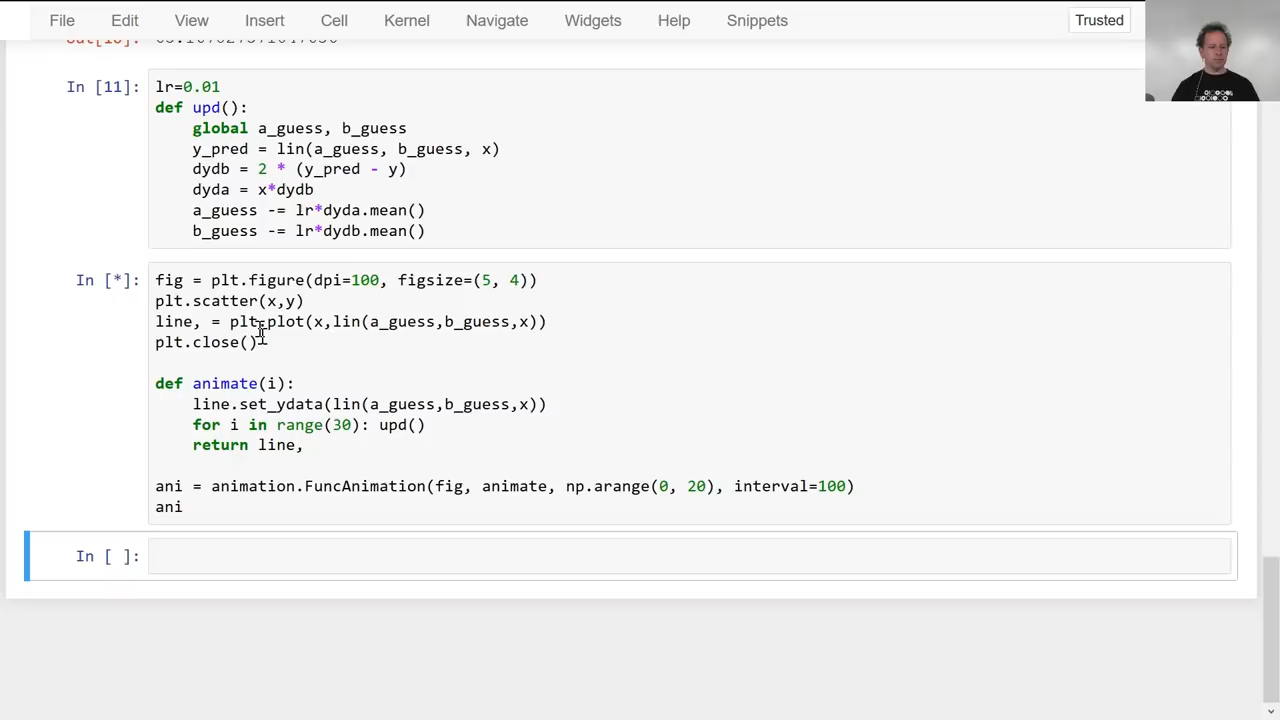 File Edit View Insert Cell Kernel Navigate Widgets Help Snippets Trusted
In [11]: lr=0.01
def upd():
    global a_guess, b_guess
    y_pred = lin(a_guess, b_guess, x)
    dydb = 2 * (y_pred - y)
    dyda = x*dydb
    a_guess -= lr*dyda.mean()
    b_guess -= lr*dydb.mean()
In [*]: fig = plt.figure(dpi=100, figsize=(5, 4))
plt.scatter(x,y)
line, = plt.plot(x,lin(a_guess,b_guess,x))
plt.close()
def animate(i):
    line.set_ydata(lin(a_guess,b_guess,x))
    for i in range(30): upd()
    return line,
ani = animation.FuncAnimation(fig, animate, np.arange(0, 20), interval=100)
ani
In [ ]: